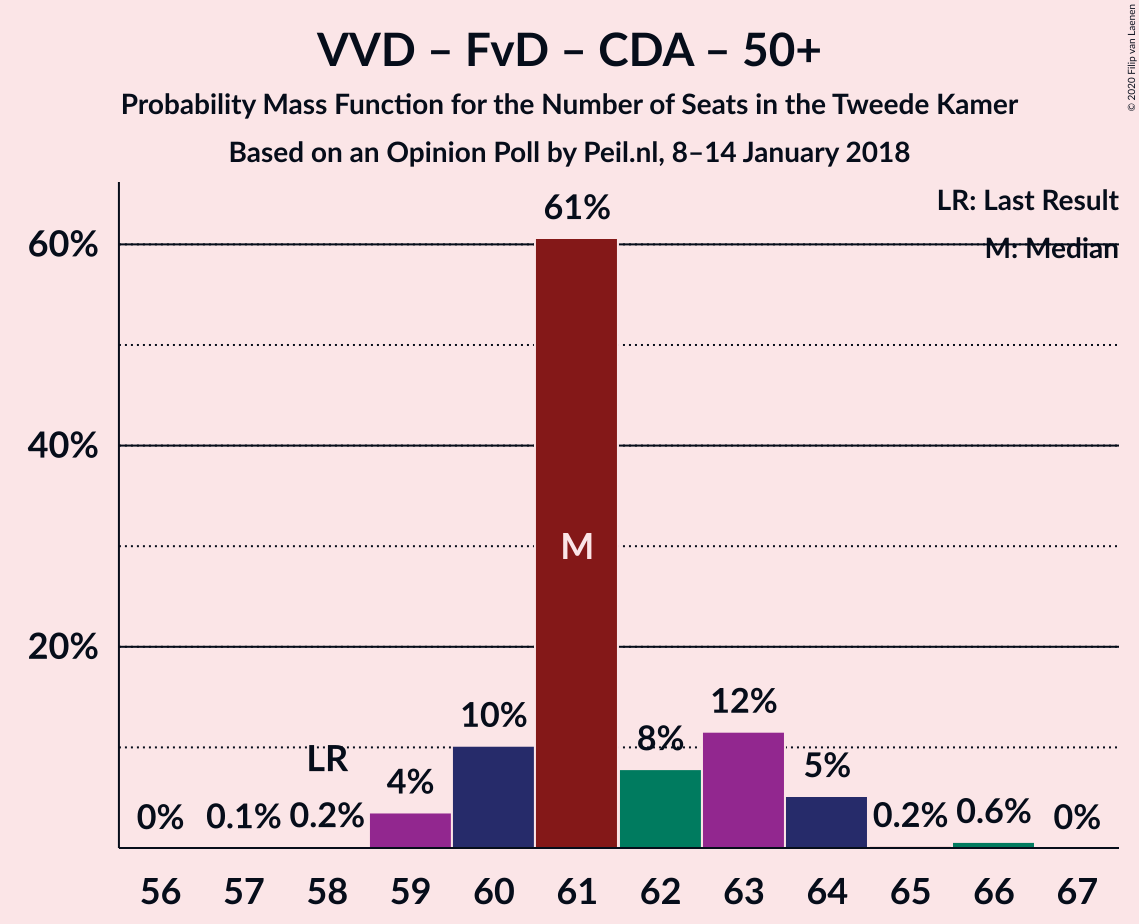 VVD – FvD – CDA – 50+
Probability Mass Function for the Number of Seats in the Tweede Kamer
Based on an Opinion Poll by Peil.nl, 8–14 January 2018
© 2020 Filip van Laenen
LR: Last Result
M: Median
60%
40%
20%
0%
0.1%
0.2%
LR
4%
10%
61%
M
8%
12%
5%
0.2%
0.6%
0%
56 57 58 59 60 61 62 63 64 65 66 67